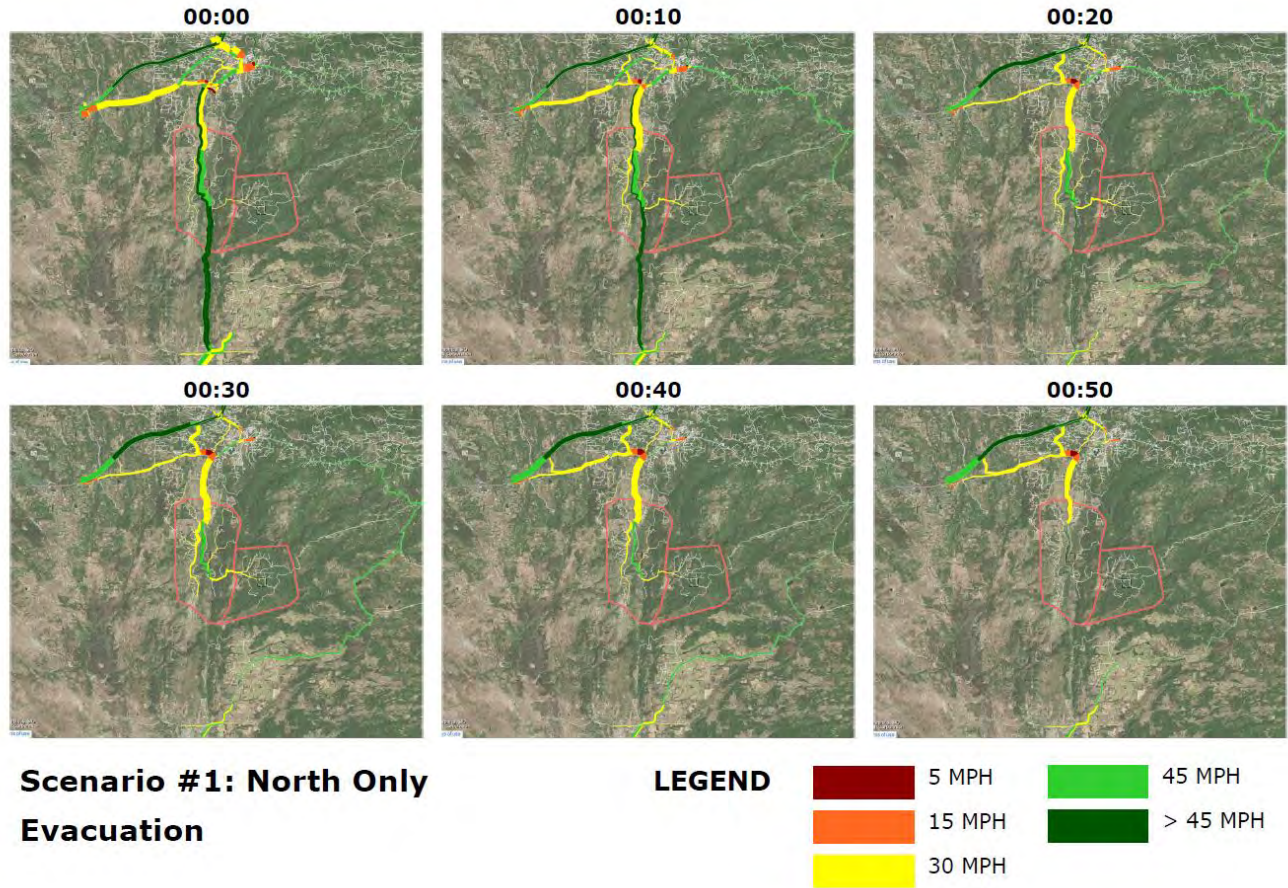 00:00
00:10
00:20
00:30
00:40
00:50
Scenario #1: North Only
Evacuation
LEGEND
5 MPH
15 MPH
30 MPH
45 MPH
> 45 MPH